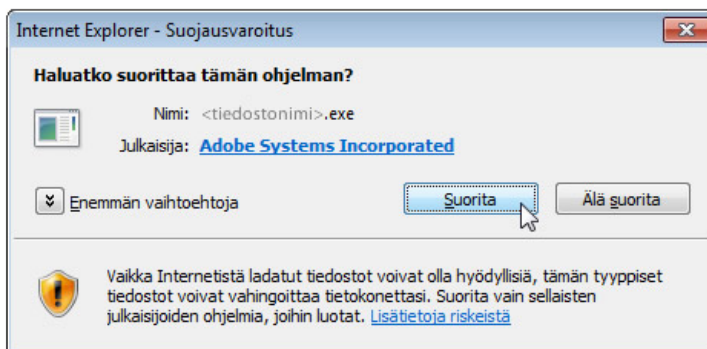 Internet Explorer - Suojausvaroitus
Haluatko suorittaa tämän ohjelman?
Nimi: <tiedostonimi>.exe
Julkaisija: Adobe Systems Incorporated
Enemmän vaihtoehtoja
Suorita
Älä suorita
Vaikka Internetistä ladatut tiedostot voivat olla hyödyllisiä, tämän tyyppiset
tiedostot voivat vahingoittaa tietokonettasi. Suorita vain sellaisten
julkaisijoiden ohjelmia, joihin luotat. Lisätietoja riskeistä